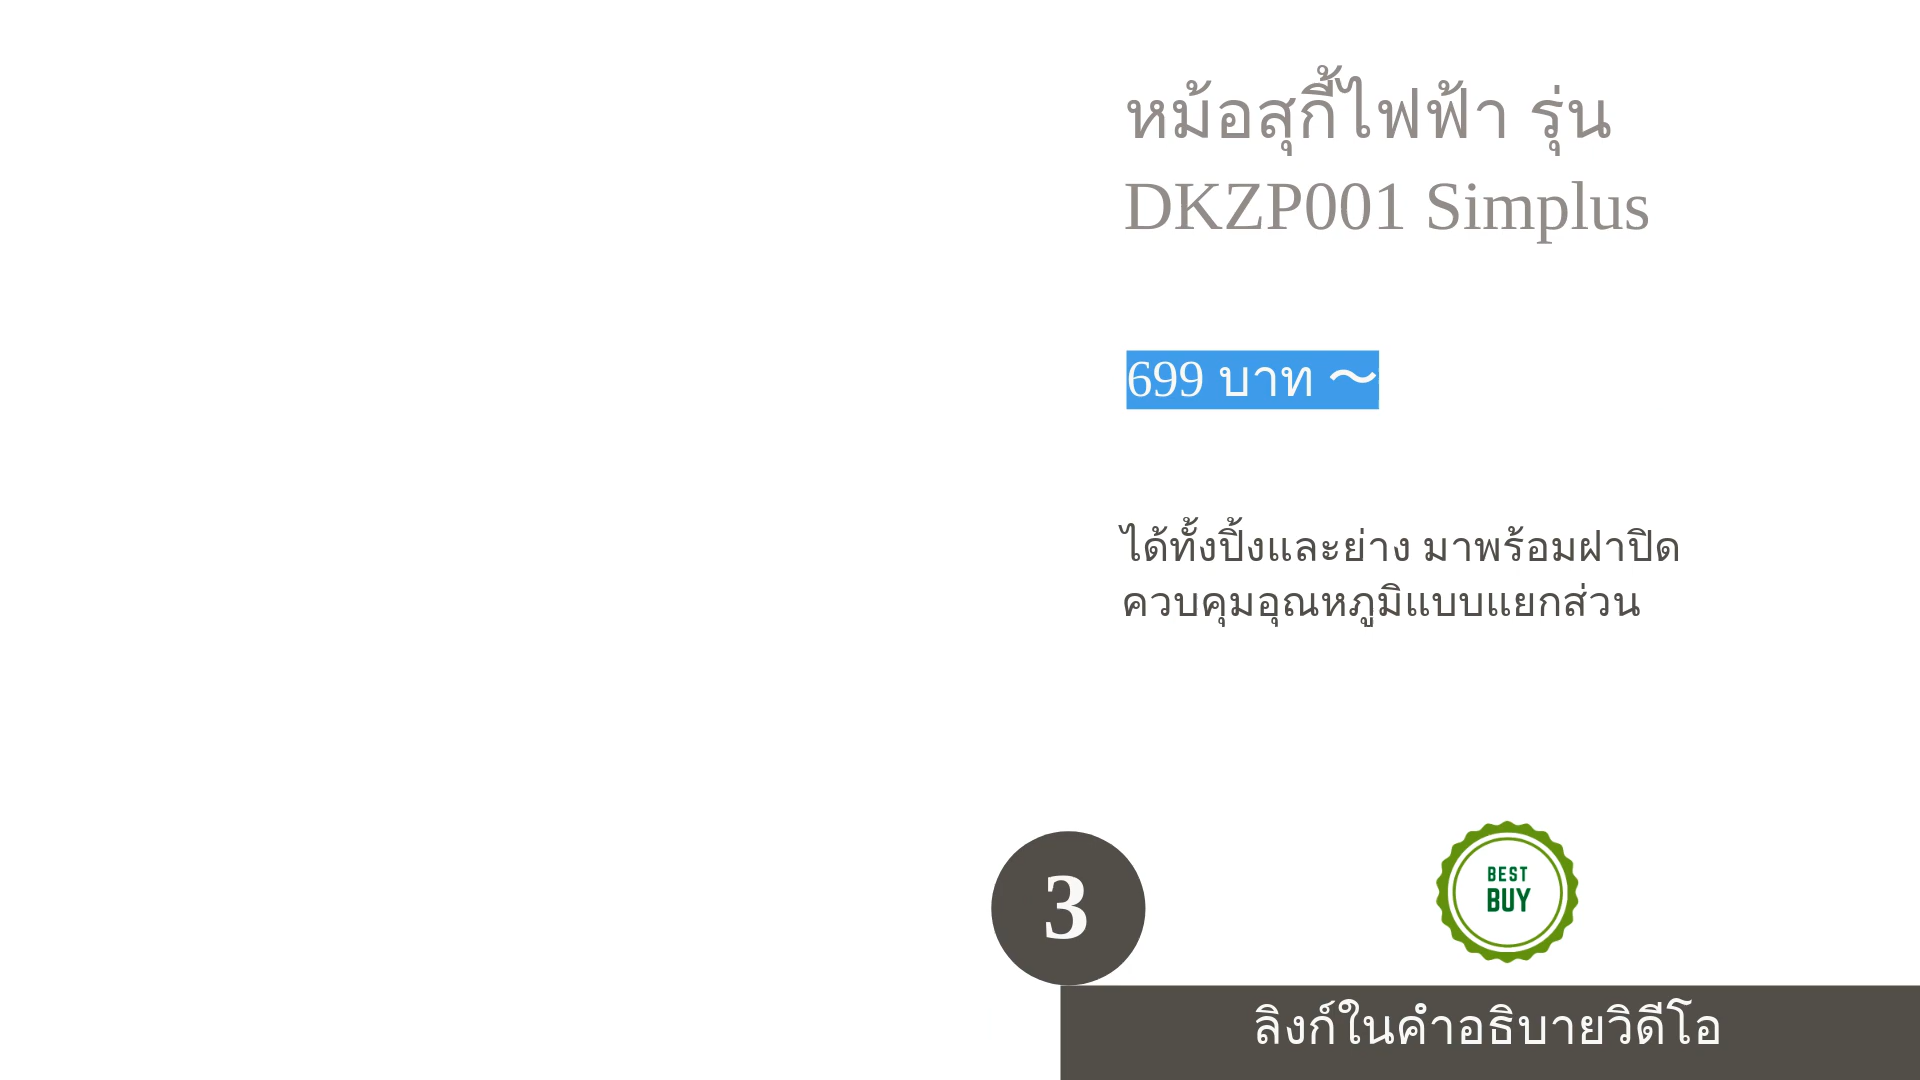 หม้อสุกี้ไฟฟ้า รุ่น
DKZP001 Simplus
699 บาท ～
ได้ทั้งปิ้งและย่าง มาพร้อมฝาปิด
ควบคุมอุณหภูมิแบบแยกส่วน
3
BEST
BUY
ลิงก์ในคำอธิบายวิดีโอ